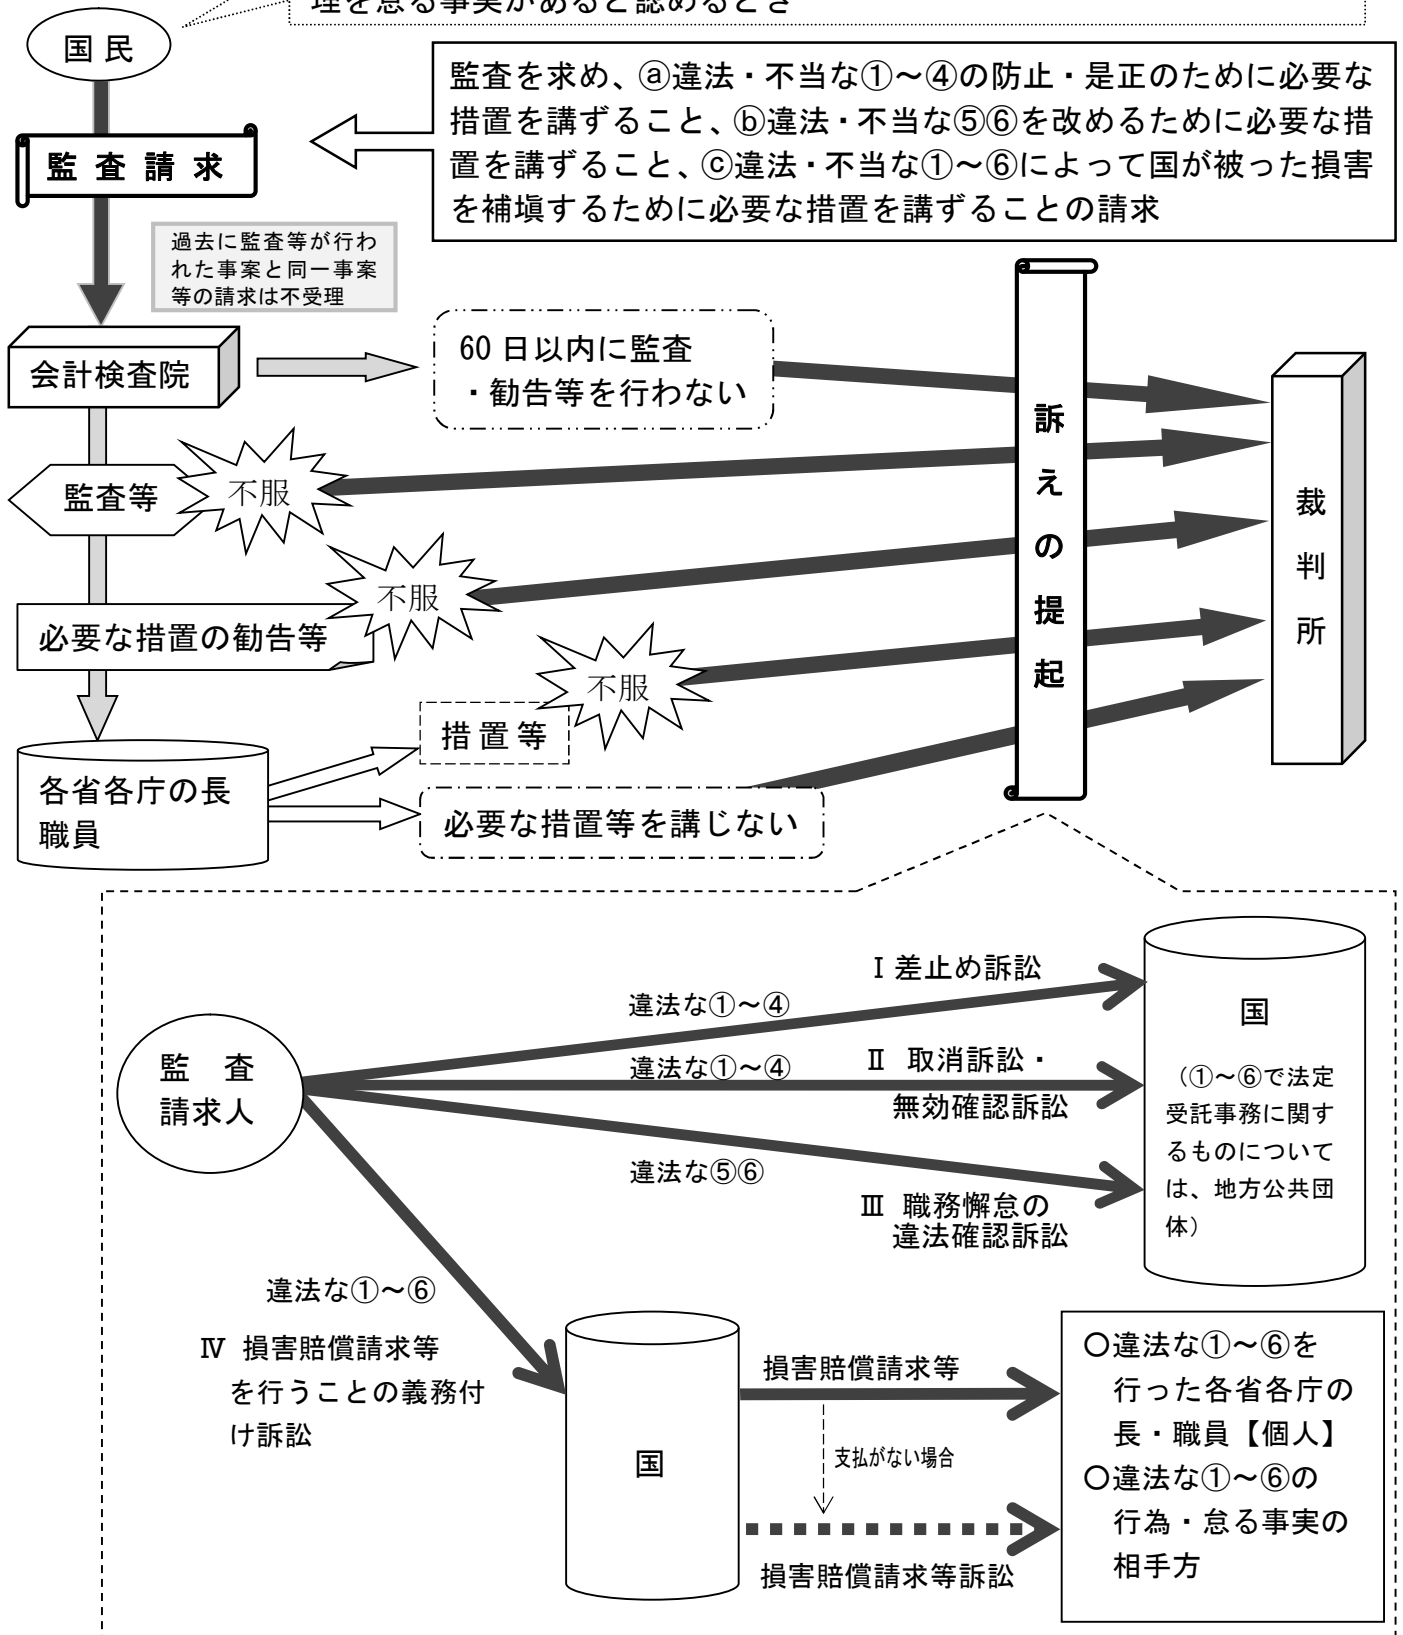 理を怠る事実があると認めるとき
国民
監査を求め、ⓐ違法・不当な①～④の防止・是正のために必要な
措置を講ずること、ⓑ違法・不当な⑤⑥を改めるために必要な措
置を講ずること、ⓒ違法・不当な①～⑥によって国が被った損害
を補塡するために必要な措置を講ずることの請求
監査請求
過去に監査等が行わ
れた事案と同一事案
等の請求は不受理
会計検査院
60日以内に監査
・勧告等を行わない
訴えの提起
裁判所
監査等
不服
不服
必要な措置の勧告等
不服
措置等
各省各庁の長
職員
必要な措置等を講じない
監 査
請求人
違法な①～④
Ⅰ差止め訴訟
違法な①～④
Ⅱ 取消訴訟・
無効確認訴訟
違法な⑤⑥
Ⅲ 職務懈怠の
違法確認訴訟
国
（①～⑥で法定
受託事務に関す
るものについて
は、地方公共団
体）
違法な①～⑥
Ⅳ 損害賠償請求等
を行うことの義務付
け訴訟
国
損害賠償請求等
支払がない場合
損害賠償請求等訴訟
○違法な①～⑥を
行った各省各庁の
長・職員【個人】
○違法な①～⑥の
行為・怠る事実の
相手方